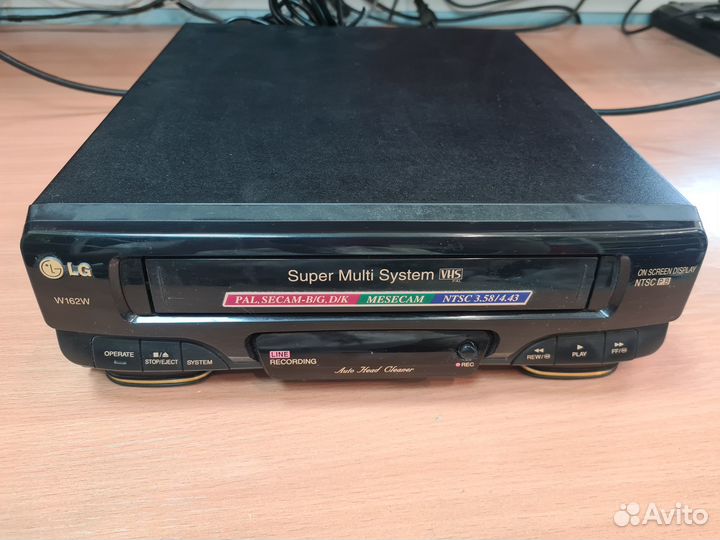 LG
W162W
Super Multi System VHS
PAL
PAL.SECAM-B/G.D/K MESECAM NTSC 3.58/4.43
ON SCREEN DISPLAY
NTSC P.B
OPERATE
STOP/EJECT
SYSTEM
LINE
RECORDING
REC
Auto Head Cleaner
REW/
PLAY
FF/
Avito